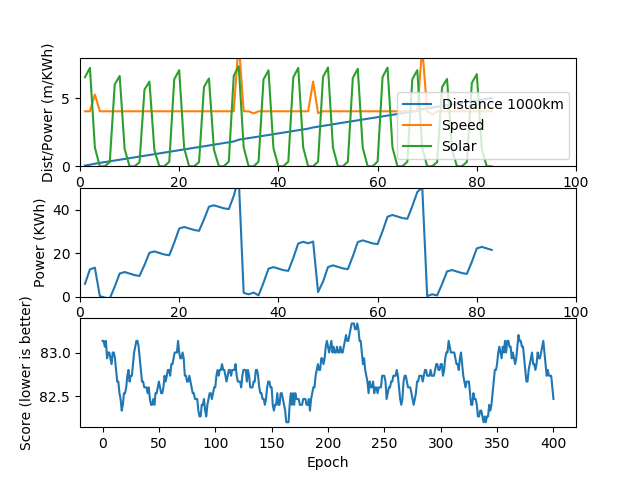 Dist/Power (m/KWh)
5
0
Distance 1000km
Speed
Solar
0 20 40 60 80 100
Power (KWh)
40
20
0
0 20 40 60 80 100
Score (lower is better)
83.0
82.5
0 50 100 150 200 250 300 350 400
Epoch